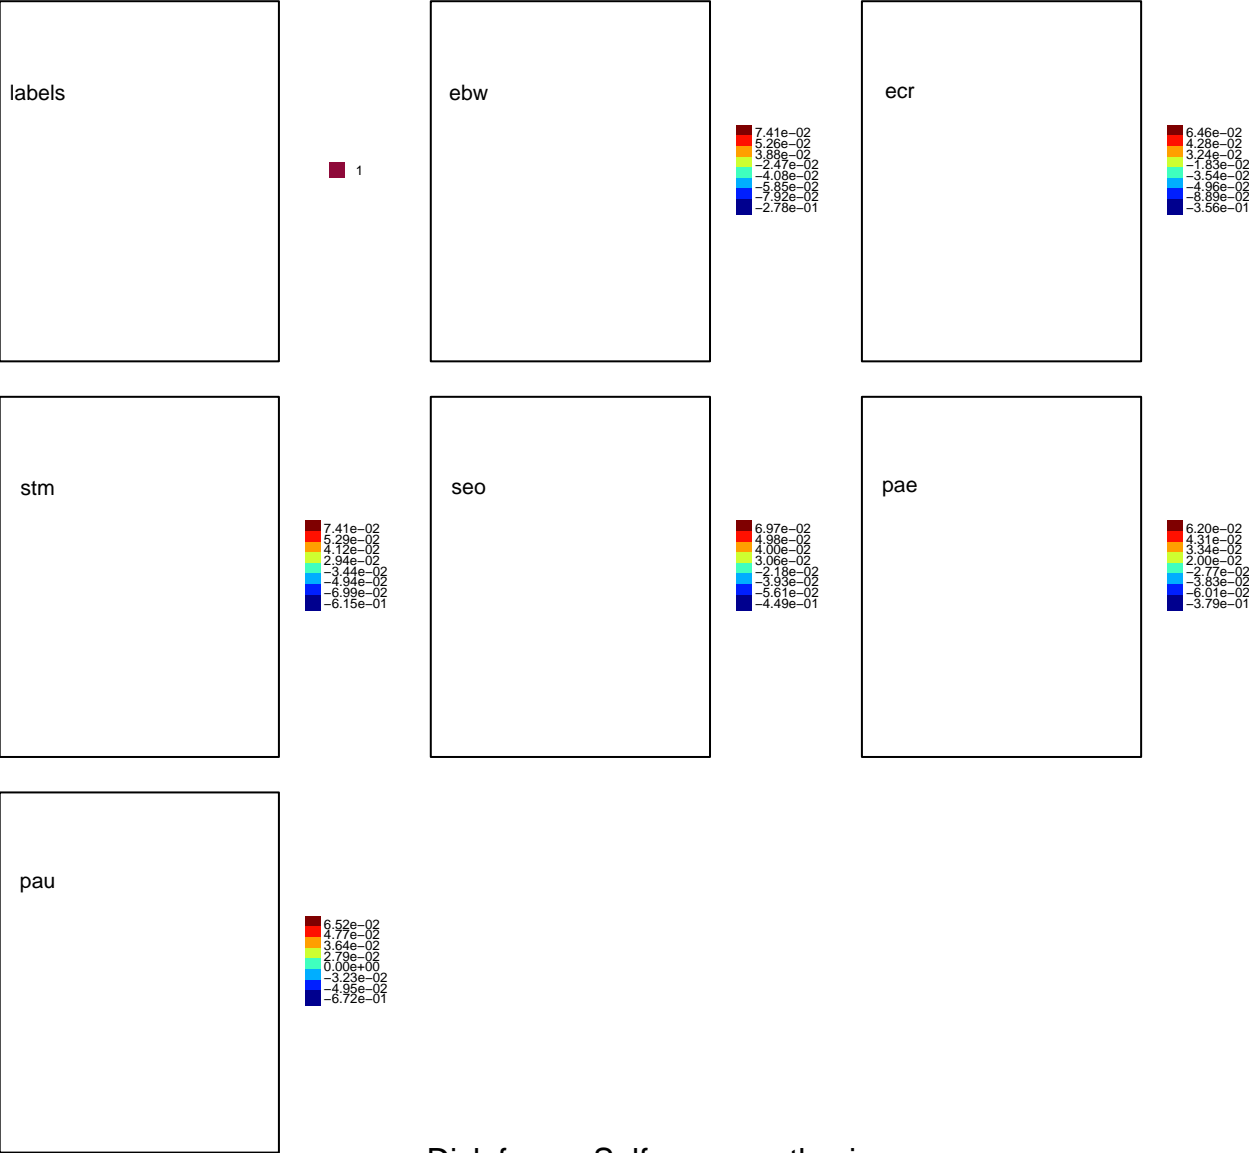 labels
1
ebw
7.41e−02
5.26e−02
3.88e−02
−2.47e−02
−4.08e−02
−5.85e−02
−7.92e−02
−2.78e−01
ecr
6.46e−02
4.28e−02
3.24e−02
−1.83e−02
−3.54e−02
−4.96e−02
−8.89e−02
−3.56e−01
stm
7.41e−02
5.29e−02
4.12e−02
2.94e−02
−3.44e−02
−4.94e−02
−6.99e−02
−6.15e−01
seo
6.97e−02
4.98e−02
4.00e−02
3.06e−02
−2.18e−02
−3.93e−02
−5.61e−02
−4.49e−01
pae
6.20e−02
4.31e−02
3.34e−02
2.00e−02
−2.77e−02
−3.83e−02
−6.01e−02
−3.79e−01
pau
6.52e−02
4.77e−02
3.64e−02
2.79e−02
0.00e+00
−3.23e−02
−4.95e−02
−6.72e−01